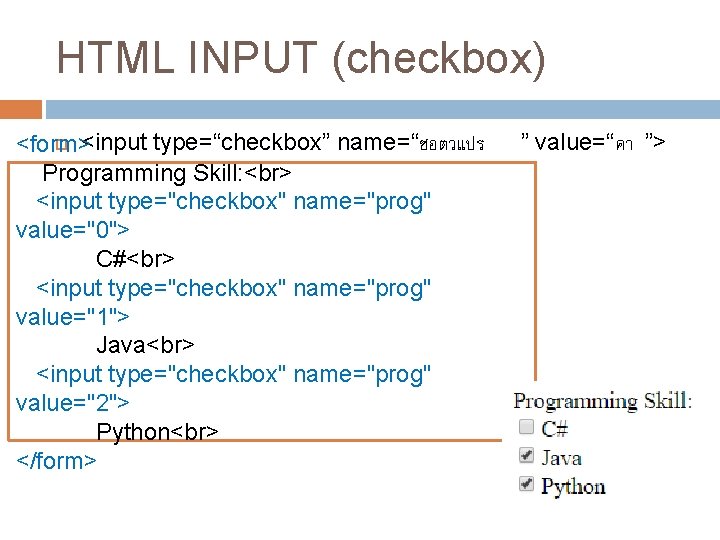 HTML INPUT (checkbox)
<input type=“checkbox” name=“ชอตวแปร ” value=“คา ”>
<form>
Programming Skill:<br>
<input type="checkbox" name="prog"
value="0">
C#<br>
<input type="checkbox" name="prog"
value="1">
Java<br>
<input type="checkbox" name="prog"
value="2">
Python<br>
</form>
Programming Skill:
C#
Java
Python